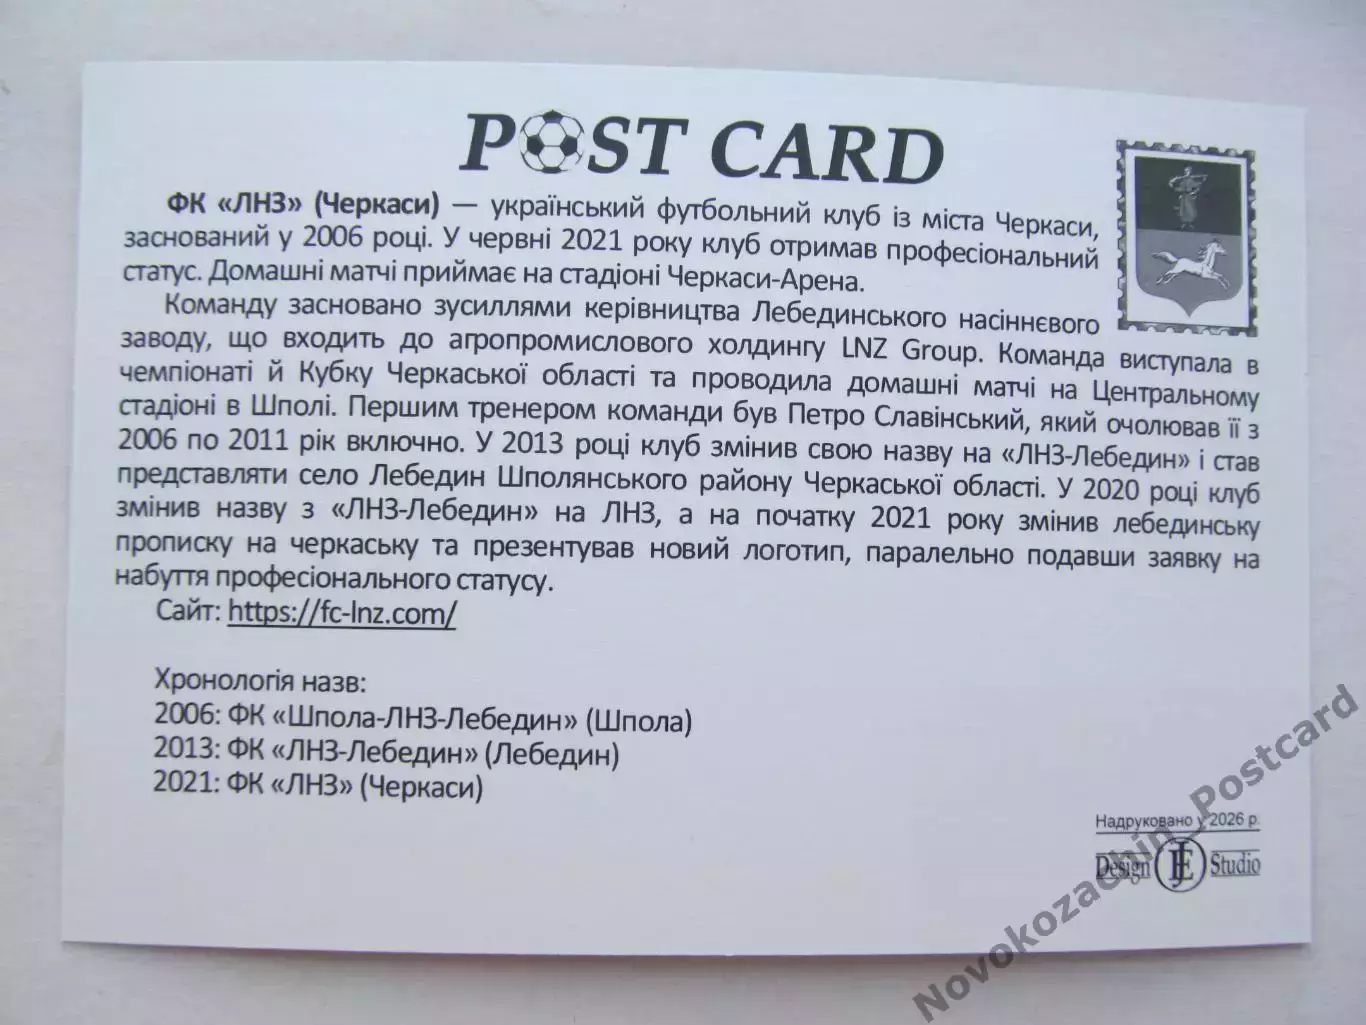 POST CARD
ФК «ЛНЗ» (Черкаси) — український футбольний клуб із міста Черкаси,
заснований у 2006 році. У червні 2021 року клуб отримав професіональний
статус. Домашні матчі приймає на стадіоні Черкаси-Арена.
Команду засновано зусиллями керівництва Лебединського насіннєвого
заводу, що входить до агропромислового холдингу LNZ Group. Команда виступала в
чемпіонаті й Кубку Черкаської області та проводила домашні матчі на Центральному
стадіоні в Шполі. Першим тренером команди був Петро Славінський, який очолював її з
2006 по 2011 рік включно. У 2013 році клуб змінив свою назву на «ЛНЗ-Лебедин» і став
представляти село Лебедин Шполянського району Черкаської області. У 2020 році клуб
змінив назву з «ЛНЗ-Лебедин» на ЛНЗ, а на початку 2021 року змінив лебединську
прописку на черкаську та презентував новий логотип, паралельно подавши заявку на
набуття професіонального статусу.
Сайт: https://fc-lnz.com/
Хронологія назв:
2006: ФК «Шпола-ЛНЗ-Лебедин» (Шпола)
2013: ФК «ЛНЗ-Лебедин» (Лебедин)
2021: ФК «ЛНЗ» (Черкаси)
Надруковано у 2026 р.
Design JE Studio
Novokozachin_Postcard